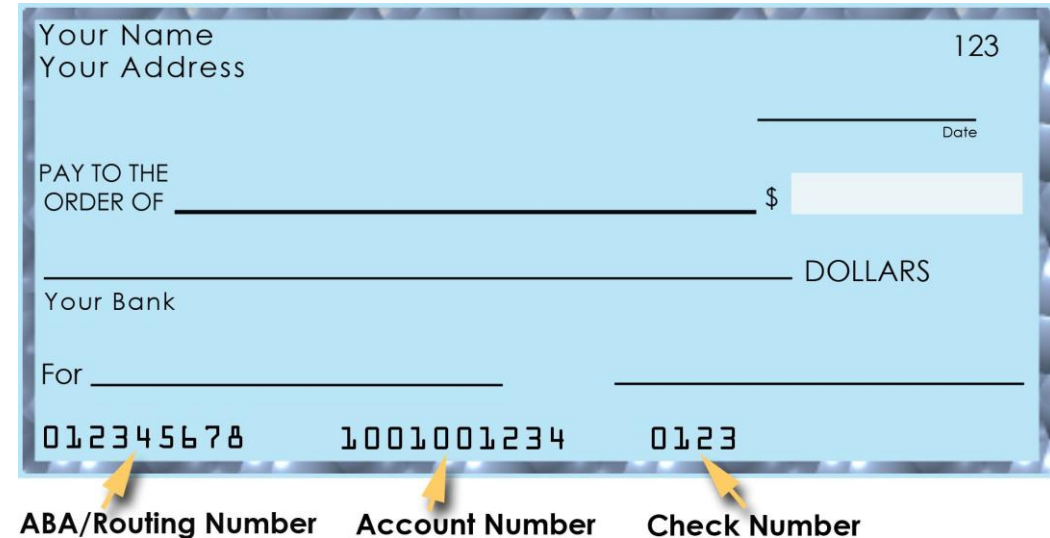 Your Name
Your Address
123
Date
PAY TO THE
ORDER OF
$
DOLLARS
Your Bank
For
012345678 1001001234 0123
ABA/Routing Number Account Number Check Number